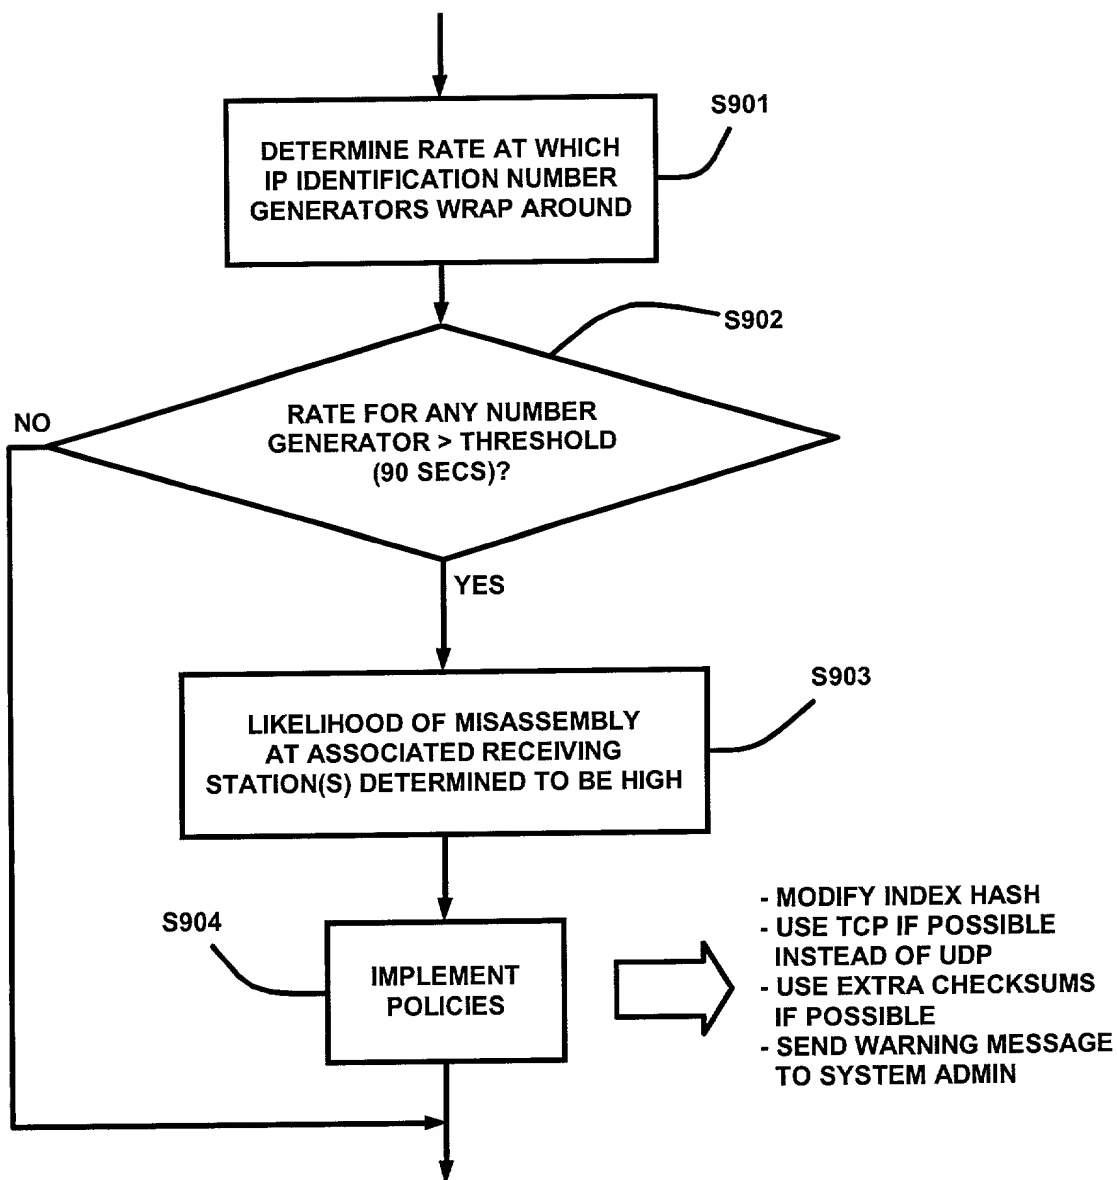 S901
DETERMINE RATE AT WHICH
IP IDENTIFICATION NUMBER
GENERATORS WRAP AROUND
S902
NO
RATE FOR ANY NUMBER
GENERATOR > THRESHOLD
(90 SECS)?
YES
S903
LIKELIHOOD OF MISASSEMBLY
AT ASSOCIATED RECEIVING
STATION(S) DETERMINED TO BE HIGH
S904
IMPLEMENT
POLICIES
- MODIFY INDEX HASH
- USE TCP IF POSSIBLE
INSTEAD OF UDP
- USE EXTRA CHECKSUMS
IF POSSIBLE
- SEND WARNING MESSAGE
TO SYSTEM ADMIN